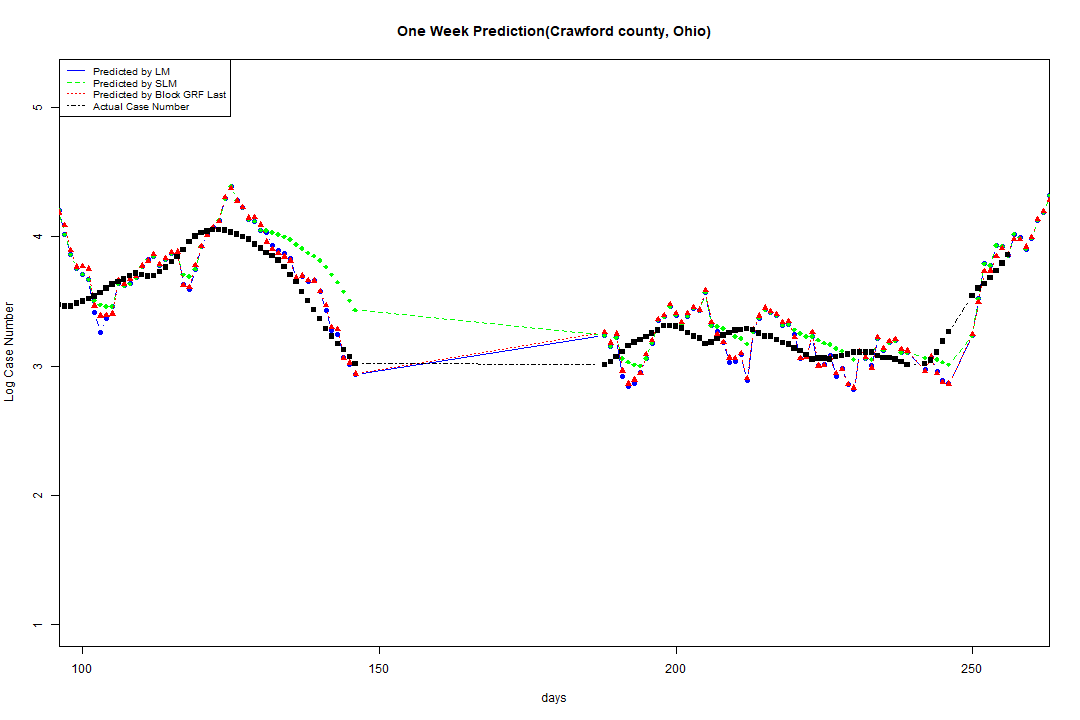 One Week Prediction(Crawford county, Ohio)
Predicted by LM
Predicted by SLM
Predicted by Block GRF Last
Actual Case Number
5
4
3
2
1
Log Case Number
100
150
200
250
days